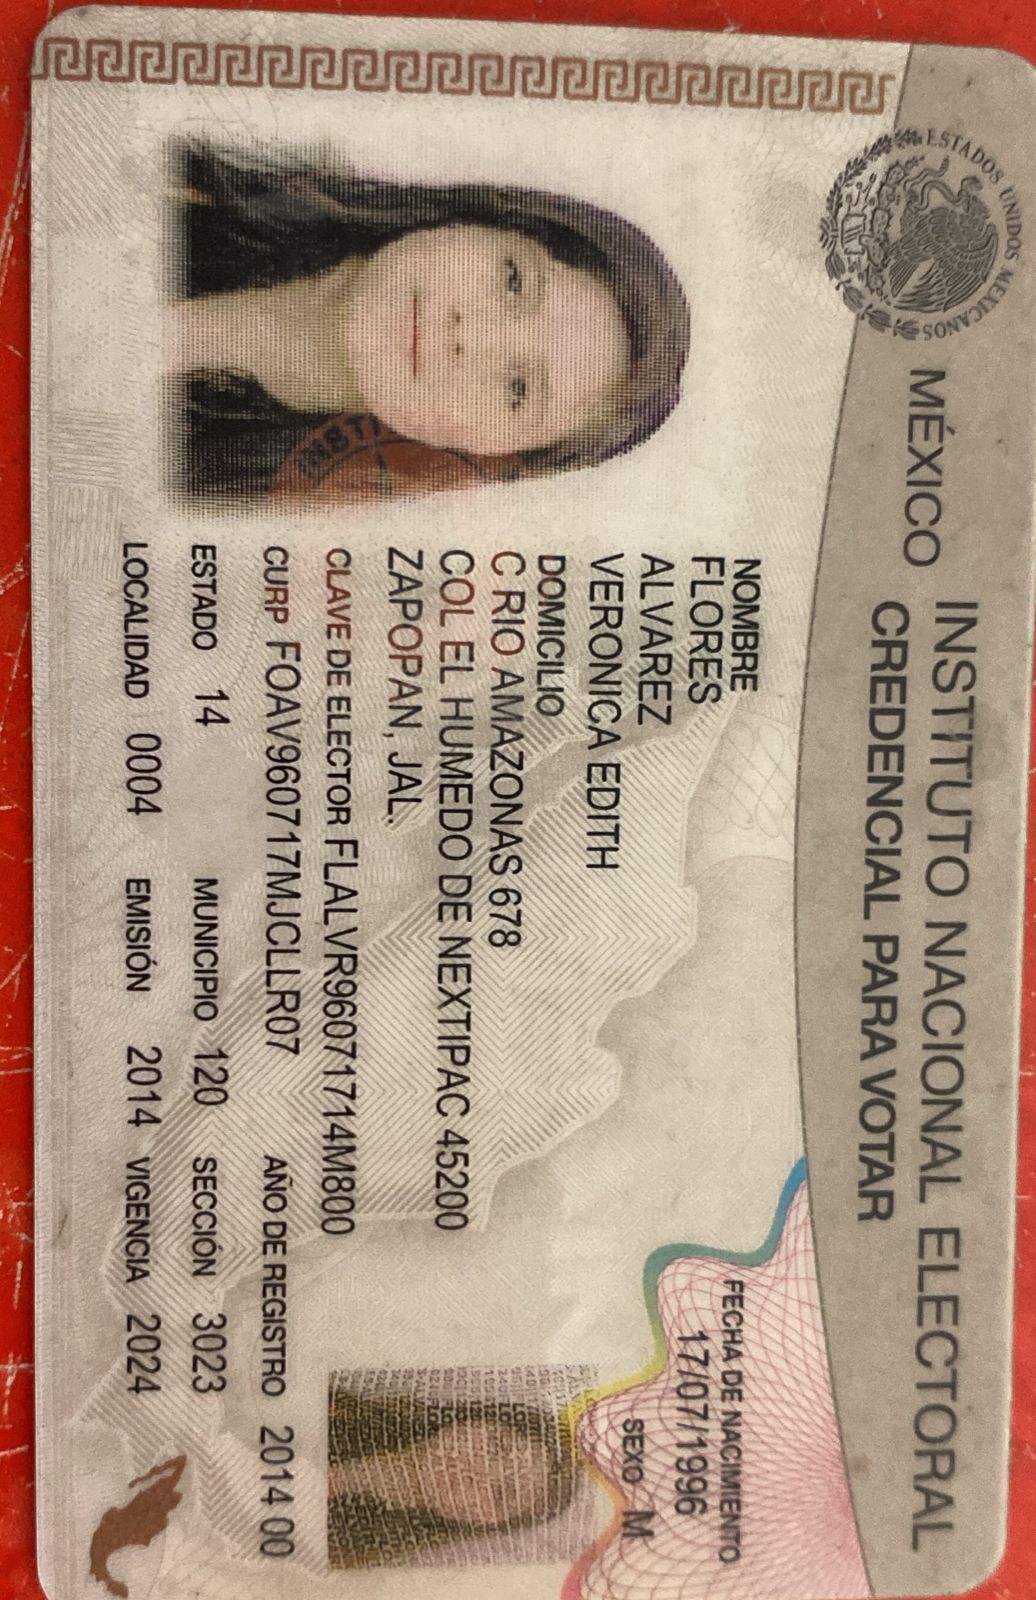 ESTADOS UNIDOS MEXICANOS
MÉXICO INSTITUTO NACIONAL ELECTORAL
CREDENCIAL PARA VOTAR
NOMBRE
FLORES
ALVAREZ
VERONICA EDITH
FECHA DE NACIMIENTO
17/07/1996
SEXO M
DOMICILIO
C RIO AMAZONAS 678
COL EL HUMEDO DE NEXTIPAC 45200
ZAPOPAN, JAL.
CLAVE DE ELECTOR FLALVR96071714M800
CURP FOAV960717MJCLLR07 AÑO DE REGISTRO 2014 00
ESTADO 14 MUNICIPIO 120 SECCIÓN 3023
LOCALIDAD 0004 EMISIÓN 2014 VIGENCIA 2024